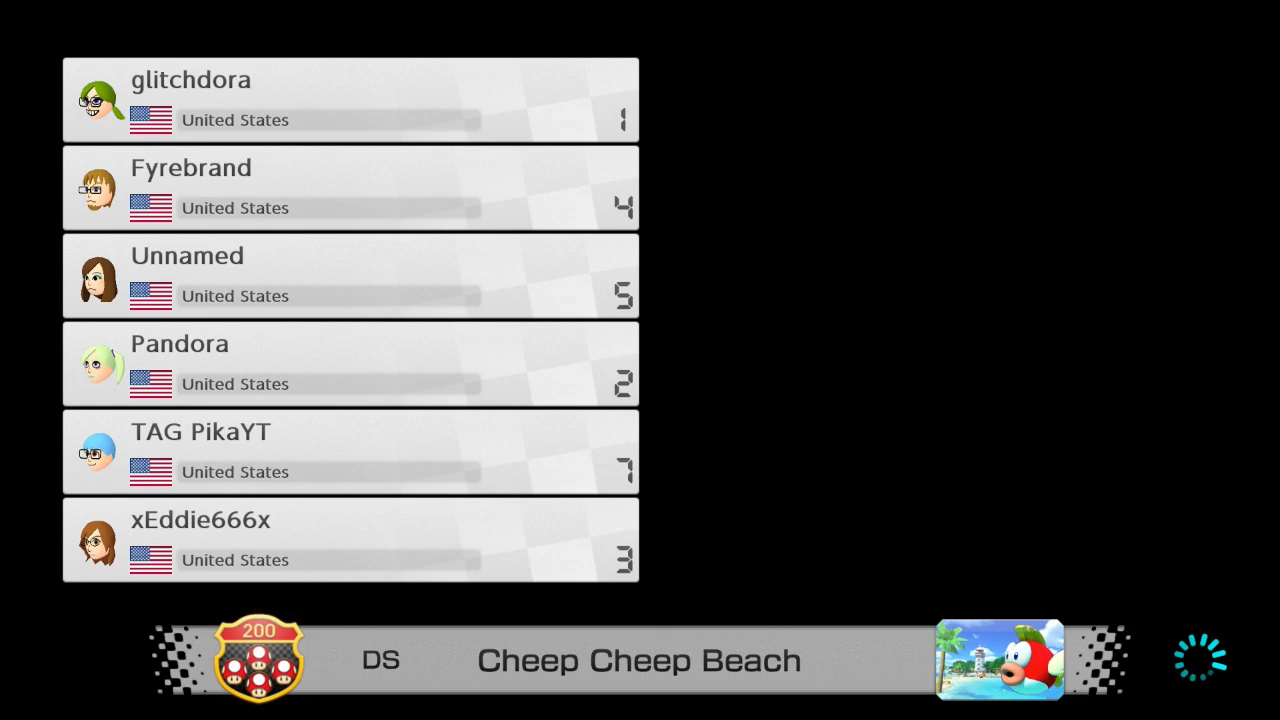 glitchdora
United States
1
Fyrebrand
United States
4
Unnamed
United States
5
Pandora
United States
2
TAG PikaYT
United States
7
xEddie666x
United States
3
200
DS Cheep Cheep Beach